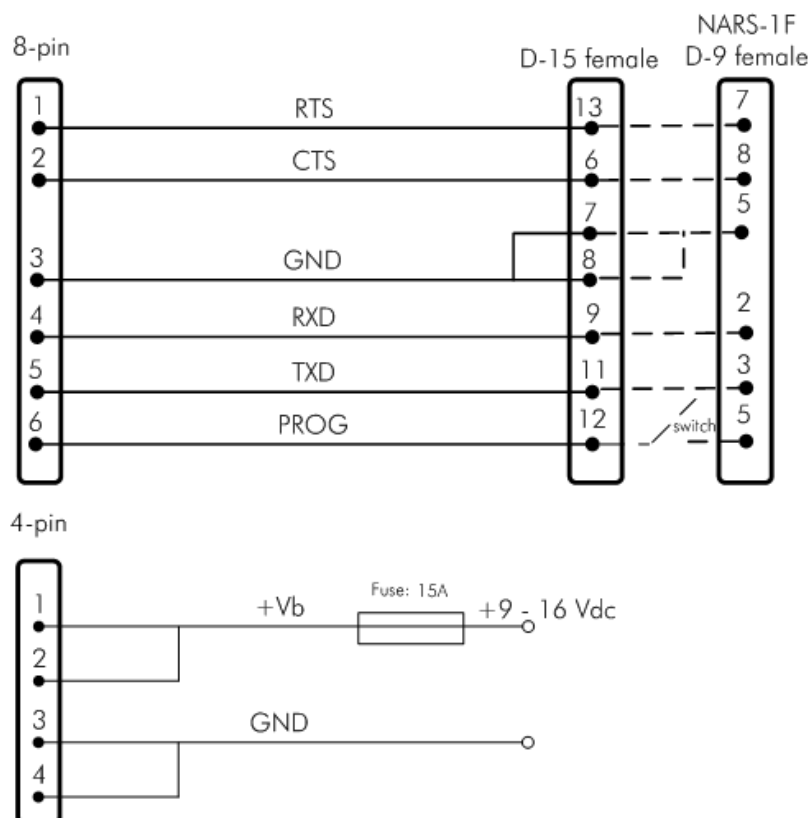 8-pin
D-15 female
NARS-1F
D-9 female
1 RTS 13 7
2 CTS 6 8
7 5
3 GND 8
4 RXD 9 2
5 TXD 11 3
6 PROG 12 switch 5
4-pin
1 +Vb Fuse: 15A +9 - 16 Vdc
2
3 GND
4